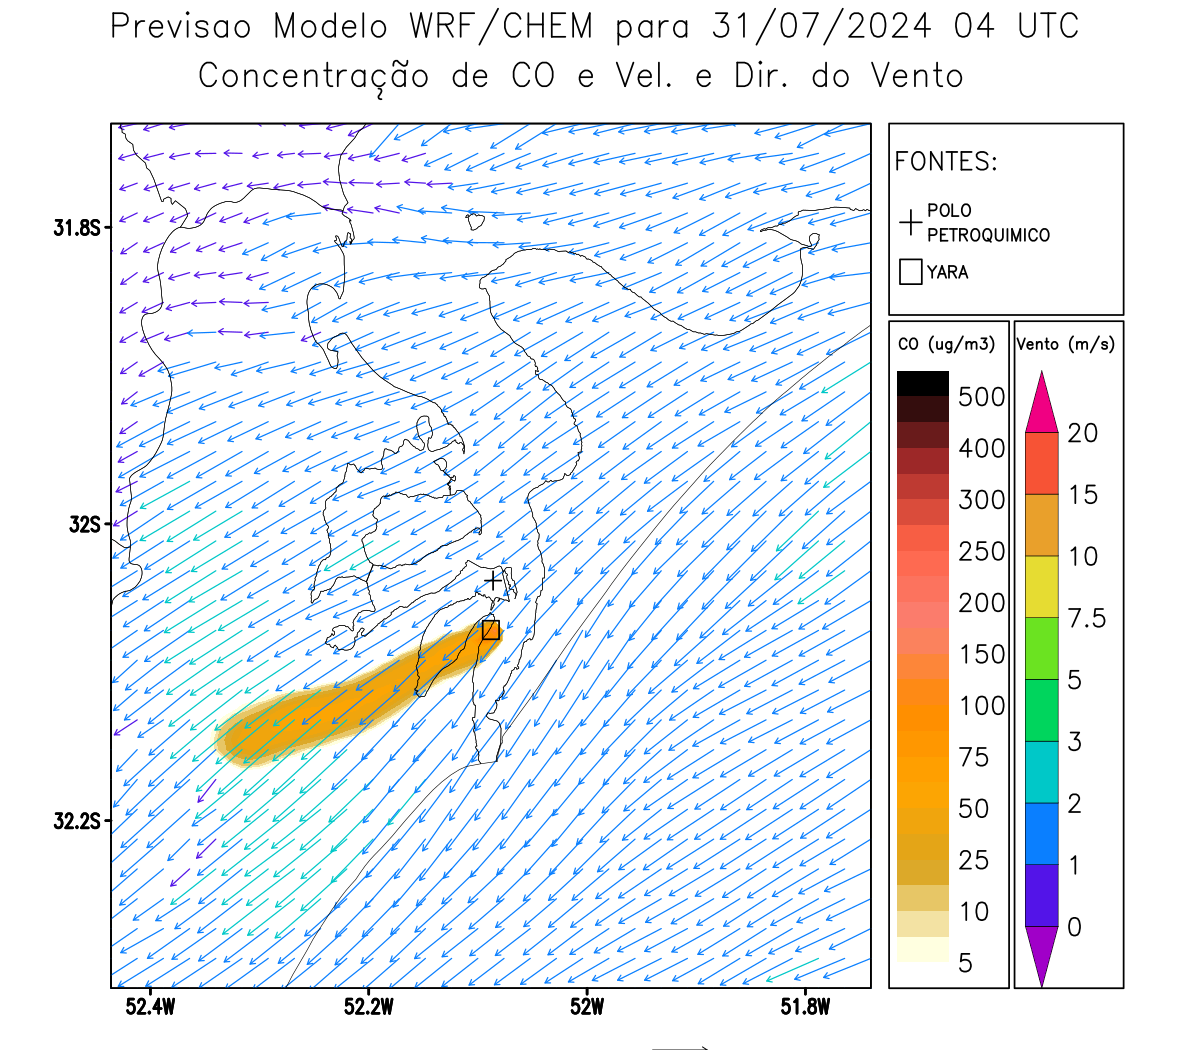 Previsao Modelo WRF/CHEM para 31/07/2024 04 UTC
Concentração de CO e Vel. e Dir. do Vento
FONTES:
POLO
PETROQUIMICO
YARA
CO (ug/m3)
500
400
300
250
200
150
100
75
50
25
10
5
Vento (m/s)
20
15
10
7.5
5
3
2
1
0
31.8S
32S
32.2S
52.4W
52.2W
52W
51.8W